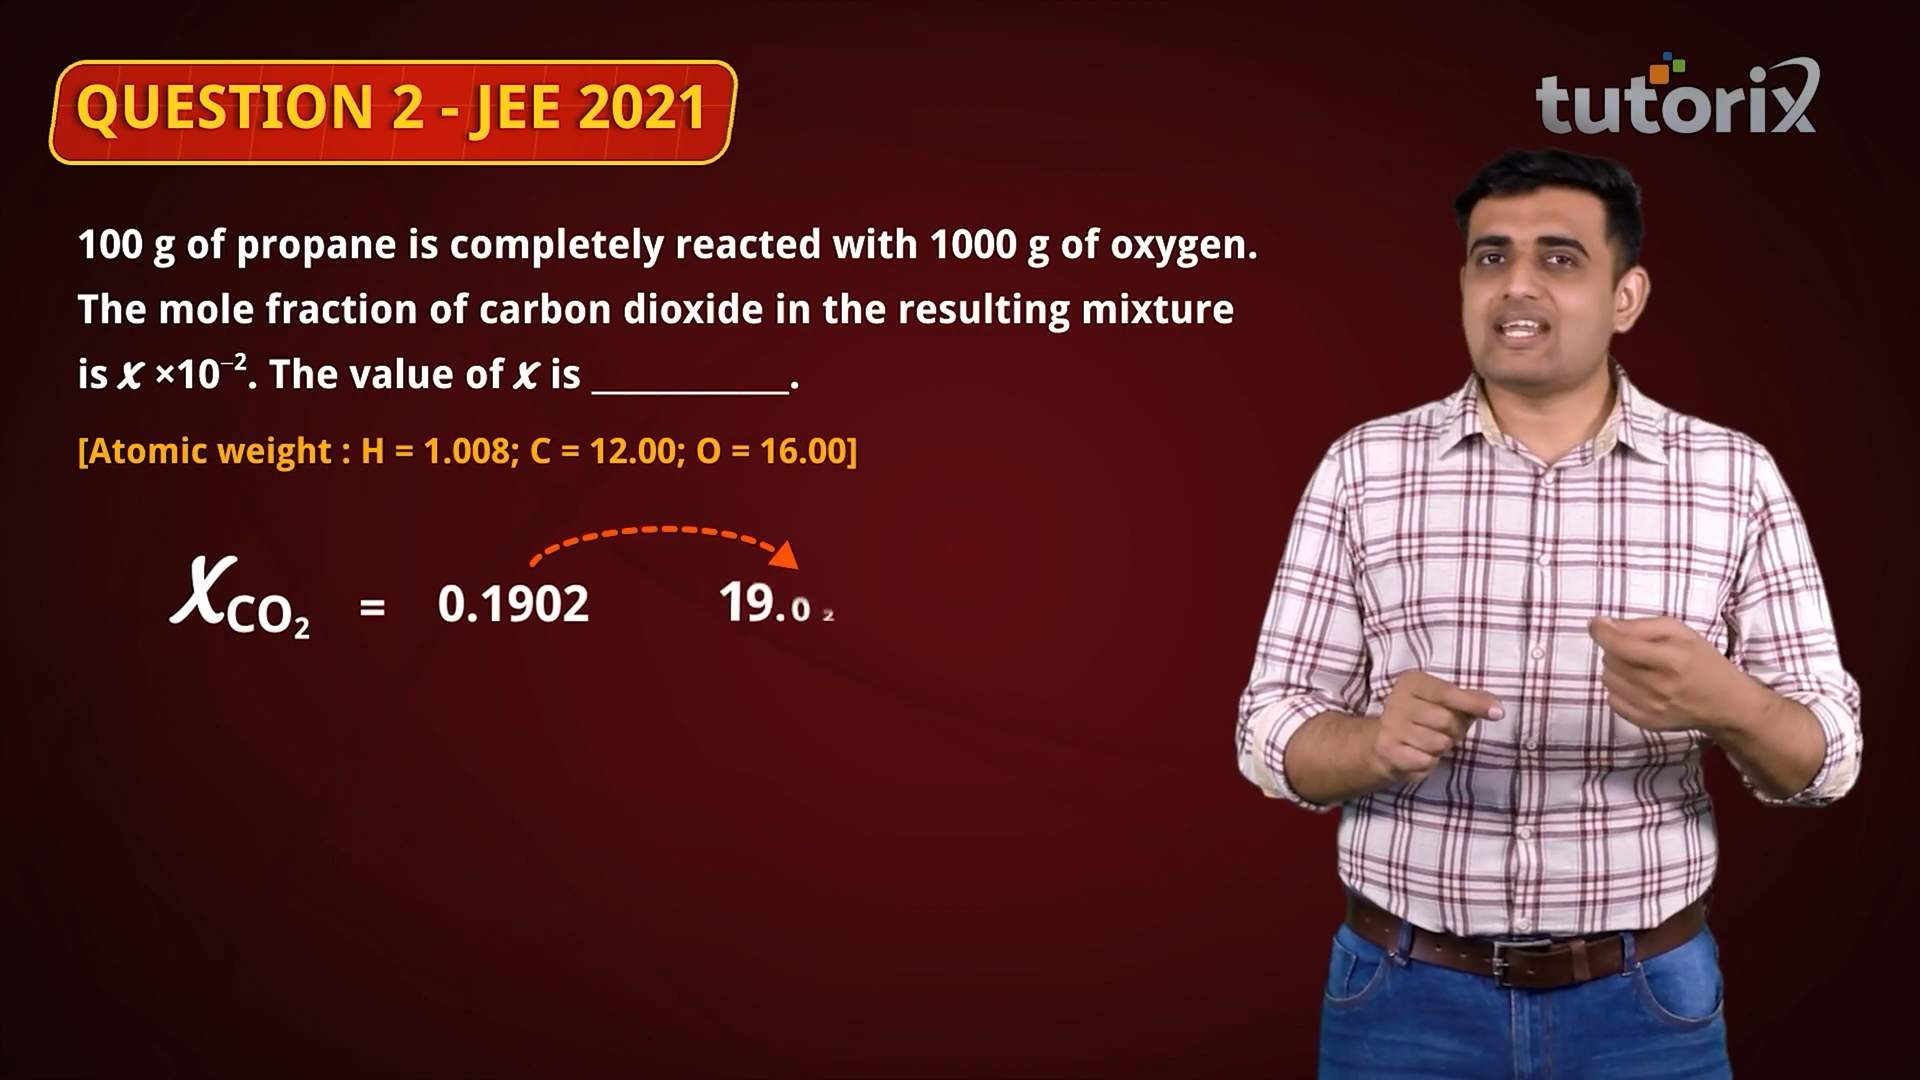 QUESTION 2 - JEE 2021
tutorix
100 g of propane is completely reacted with 1000 g of oxygen.
The mole fraction of carbon dioxide in the resulting mixture
is x ×10⁻². The value of x is __________.
[Atomic weight : H = 1.008; C = 12.00; O = 16.00]
X CO₂ = 0.1902 19.02